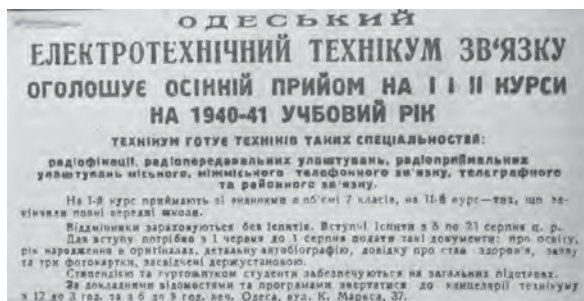 ОДЕСЬКИЙ
ЕЛЕКТРОТЕХНІЧНИЙ ТЕХНІКУМ ЗВ'ЯЗКУ
ОГОЛОШУЄ ОСІННІЙ ПРИЙОМ НА І І ІІ КУРСИ
НА 1940-41 УЧБОВИЙ РІК
ТЕХНІКУМ ГОТУЄ ТЕХНІКІВ ТАКИХ СПЕЦІАЛЬНОСТЕЙ:
радіофікації, радіопередавальних улаштувань, радіоприймальних
улаштувань міського, міжміського телефонного зв'язку, телеграфного
та районного зв'язку.
На І-й курс приймають зі знаннями в об'ємі 7 класів, на ІІ-й курс—тих, що за-
кінчили повні середні школи.
Відмінники зараховуються без іспитів. Вступні іспити з 6 по 21 серпня ц. р.
Для вступу потрібно з 1 червня до 1 серпня подати такі документи: про освіту,
рік народження в оригіналах, детальну автобіографію, довідку про стан здоров'я, заяву
та три фотокартки, засвідчені держустановою.
Стипендією та гуртожитком студенти забезпечуються на загальних підставах.
За докладними відомостями та програмами звертатися до канцелярії технікуму
з 12 до 3 год. та з 6 до 9 год. веч. Одеса, вул. К. Маркса, 37.